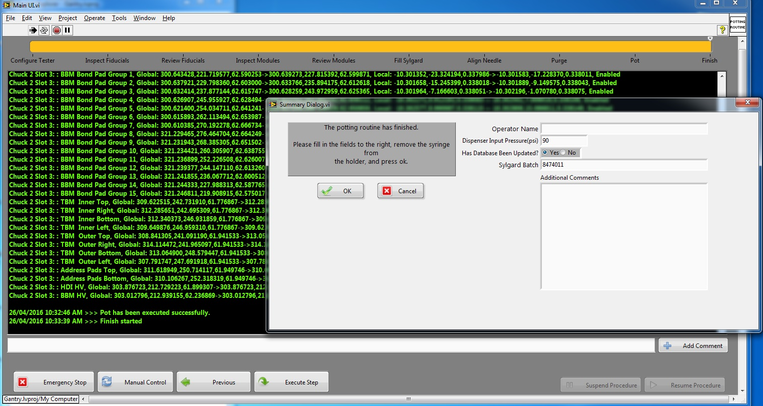 Main UI.vi
File Edit View Project Operate Tools Window Help
POTTING ROUTINE
Configure Tester Inspect Fiducials Review Fiducials Inspect Modules Review Modules Fill Sylgard Align Needle Purge Pot Finish
Chuck 2 Slot 3: : BBM Bond Pad Group 1, Global: 300.643428,221.719577,62.590253->300.639273,227.815392,62.599871, Local: -10.301352,-23.324194,0.337986->-10.301583,-17.228370,0.338011, Enabled
Chuck 2 Slot 3: : BBM Bond Pad Group 2, Global: 300.637921,229.798360,62.603000->300.633766,235.894175,62.612618, Local: -10.301658,-15.245399,0.338018->-10.301889,-9.149575,0.338043, Enabled
Chuck 2 Slot 3: : BBM Bond Pad Group 3, Global: 300.632414,237.877144,62.615747->300.628259,243.972959,62.625365, Local: -10.301964,-7.166603,0.338051->-10.302196,-1.070780,0.338075, Enabled
Chuck 2 Slot 3: : BBM Bond Pad Group 4, Global: 300.626907,245.955927,62.628494-
Chuck 2 Slot 3: : BBM Bond Pad Group 5, Global: 300.621400,254.034711,62.641241-
Chuck 2 Slot 3: : BBM Bond Pad Group 6, Global: 300.615893,262.113494,62.653987-
Chuck 2 Slot 3: : BBM Bond Pad Group 7, Global: 300.610385,270.192278,62.666734-
Chuck 2 Slot 3: : BBM Bond Pad Group 8, Global: 321.229465,276.464707,62.664249-
Chuck 2 Slot 3: : BBM Bond Pad Group 9, Global: 321.231943,268.385305,62.651502-
Chuck 2 Slot 3: : BBM Bond Pad Group 10, Global: 321.234421,260.305907,62.638755
Chuck 2 Slot 3: : BBM Bond Pad Group 11, Global: 321.236899,252.226508,62.626007
Chuck 2 Slot 3: : BBM Bond Pad Group 12, Global: 321.239377,244.147110,62.613260
Chuck 2 Slot 3: : BBM Bond Pad Group 13, Global: 321.241855,236.067712,62.600512
Chuck 2 Slot 3: : BBM Bond Pad Group 14, Global: 321.244333,227.988313,62.587765
Chuck 2 Slot 3: : BBM Bond Pad Group 15, Global: 321.246811,219.908915,62.575017
Chuck 2 Slot 3: : TBM Inner Top, Global: 309.622515,242.731910,61.776867->312.2
Chuck 2 Slot 3: : TBM Inner Right, Global: 312.285651,242.695309,61.776867->312.3
Chuck 2 Slot 3: : TBM Inner Bottom, Global: 312.340373,246.931859,61.776867->309
Chuck 2 Slot 3: : TBM Inner Left, Global: 309.649876,246.959310,61.776867->309.6
Chuck 2 Slot 3: : TBM Outer Top, Global: 308.841305,241.091190,61.941533->313.05
Chuck 2 Slot 3: : TBM Outer Right, Global: 314.114472,241.965097,61.941533->314.
Chuck 2 Slot 3: : TBM Outer Bottom, Global: 313.064900,248.579447,61.941533->30
Chuck 2 Slot 3: : TBM Outer Left, Global: 307.791747,247.691918,61.941533->307.7
Chuck 2 Slot 3: : Address Pads Top, Global: 311.618949,250.714117,61.949746->310.
Chuck 2 Slot 3: : Address Pads Bottom, Global: 310.106267,252.318319,61.949746->3
Chuck 2 Slot 3: : HDI HV, Global: 303.876723,212.729223,61.899307->303.876723,212
Chuck 2 Slot 3: : BBM HV, Global: 303.012796,212.939155,62.236869->303.012796,21
26/04/2016 10:32:46 AM >>> Pot has been executed successfully.
26/04/2016 10:33:39 AM >>> Finish started
Summary Dialog.vi
The potting routine has finished.
Please fill in the fields to the right, remove the syringe
from
the holder, and press ok.
OK Cancel
Operator Name
Dispenser Input Pressure(psi) 90
Has Database Been Updated? Yes No
Sylgard Batch 8474011
Additional Comments
Add Comment
Emergency Stop Manual Control Previous Execute Step Suspend Procedure Resume Procedure
Gantry.lvproj/My Computer